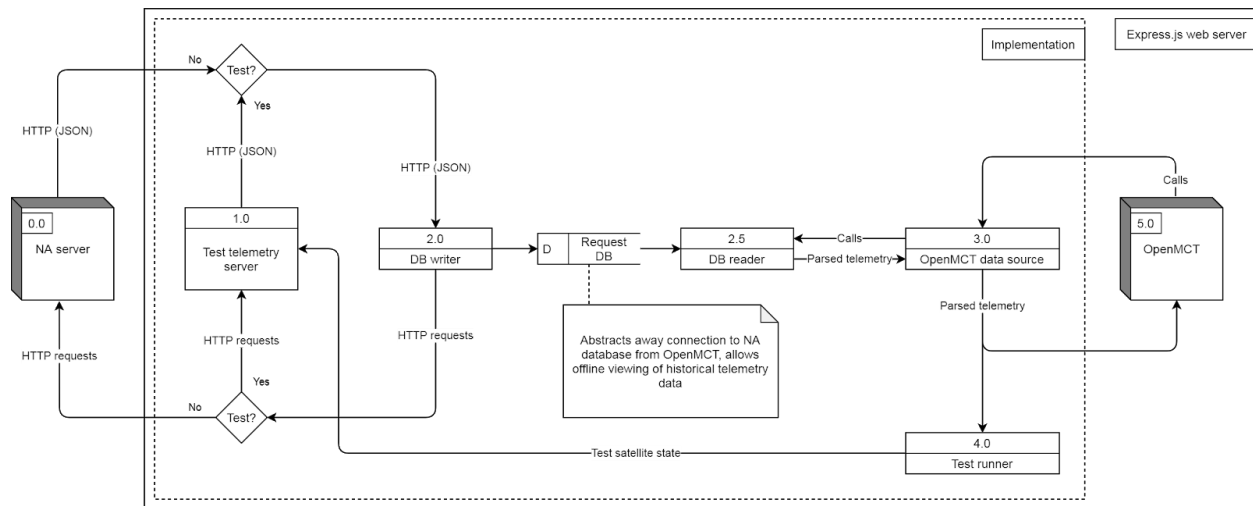 Implementation
Express.js web server
No
Test?
Yes
HTTP (JSON)
HTTP (JSON)
HTTP (JSON)
Calls
0.0
NA server
1.0
Test telemetry
server
2.0
DB writer
D
Request
DB
2.5
DB reader
Calls
Parsed telemetry
3.0
OpenMCT data source
5.0
OpenMCT
Parsed telemetry
HTTP requests
HTTP requests
HTTP requests
Abstracts away connection to NA
database from OpenMCT, allows
offline viewing of historical telemetry
data
Yes
No
Test?
Test satellite state
4.0
Test runner